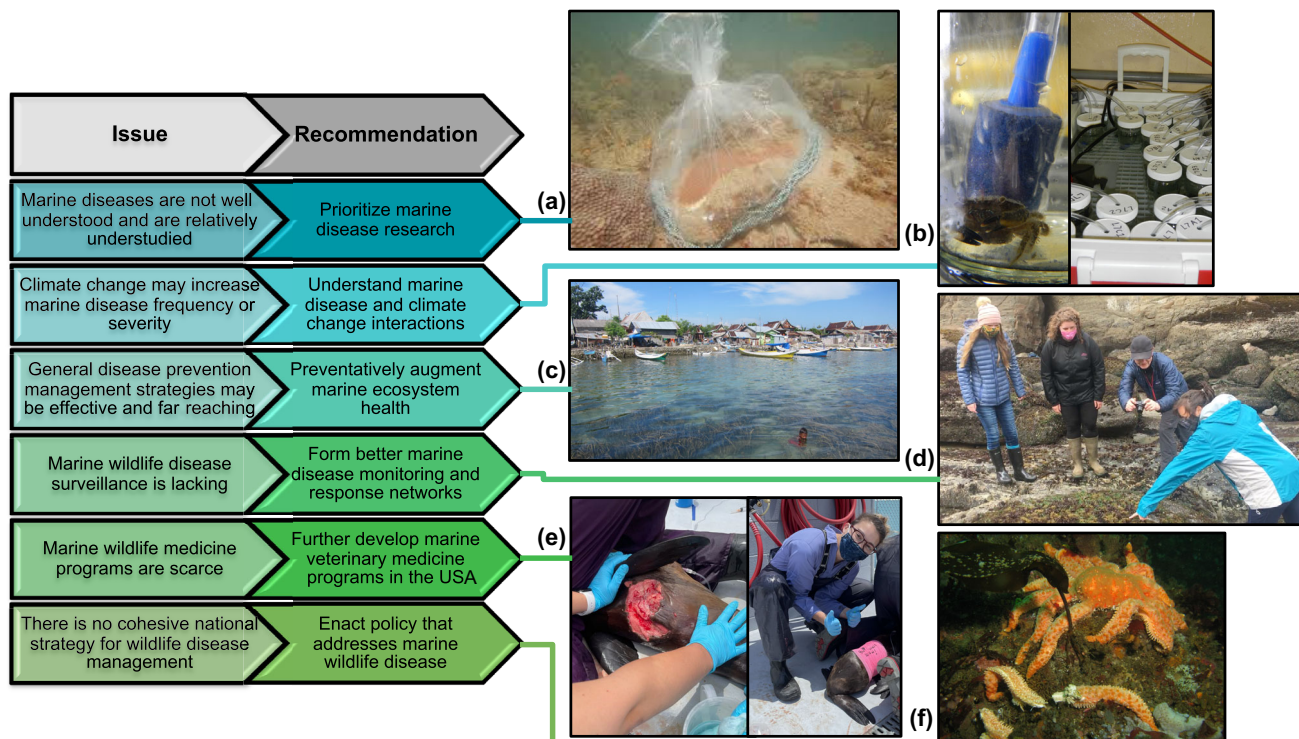 Issue
Recommendation
Marine diseases are not well
understood and are relatively
understudied
Prioritize marine
disease research
(a)
(b)
Climate change may increase
marine disease frequency or
severity
Understand marine
disease and climate
change interactions
General disease prevention
management strategies may
be effective and far reaching
Preventatively augment
marine ecosystem
health
(c)
Marine wildlife disease
surveillance is lacking
Form better marine
disease monitoring and
response networks
(d)
Marine wildlife medicine
programs are scarce
Further develop marine
veterinary medicine
programs in the USA
(e)
There is no cohesive national
strategy for wildlife disease
management
Enact policy that
addresses marine
wildlife disease
(f)